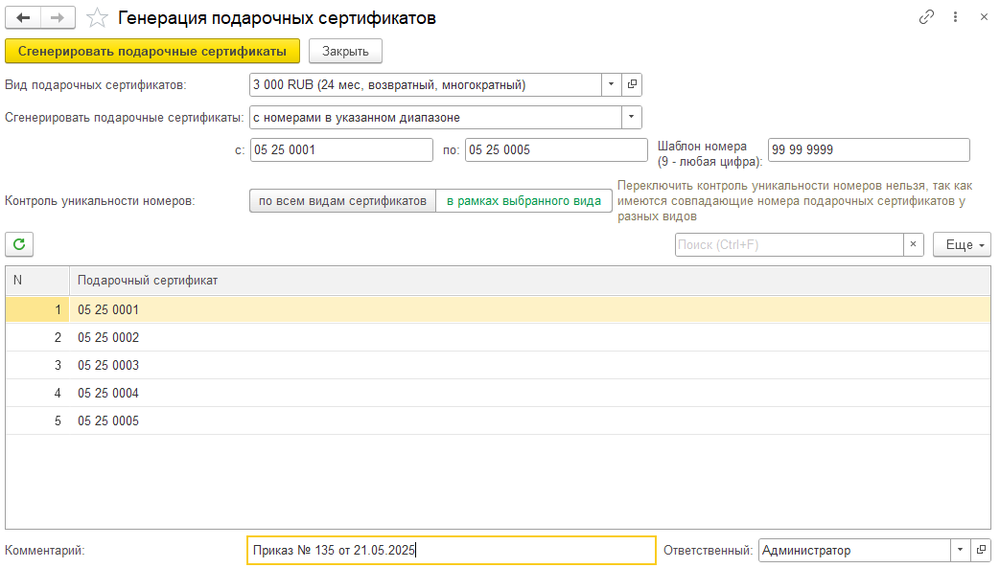 Генерация подарочных сертификатов
Сгенерировать подарочные сертификаты
Закрыть
Вид подарочных сертификатов:
3 000 RUB (24 мес, возвратный, многократный)
Сгенерировать подарочные сертификаты:
с номерами в указанном диапазоне
с:
05 25 0001
по:
05 25 0005
Шаблон номера
(9 - любая цифра):
99 99 9999
Контроль уникальности номеров:
по всем видам сертификатов
в рамках выбранного вида
Переключить контроль уникальности номеров нельзя, так как
имеются совпадающие номера подарочных сертификатов у
разных видов
Поиск (Ctrl+F)
×
Еще
N
Подарочный сертификат
1 05 25 0001
2 05 25 0002
3 05 25 0003
4 05 25 0004
5 05 25 0005
Комментарий:
Приказ № 135 от 21.05.2025
Ответственный:
Администратор